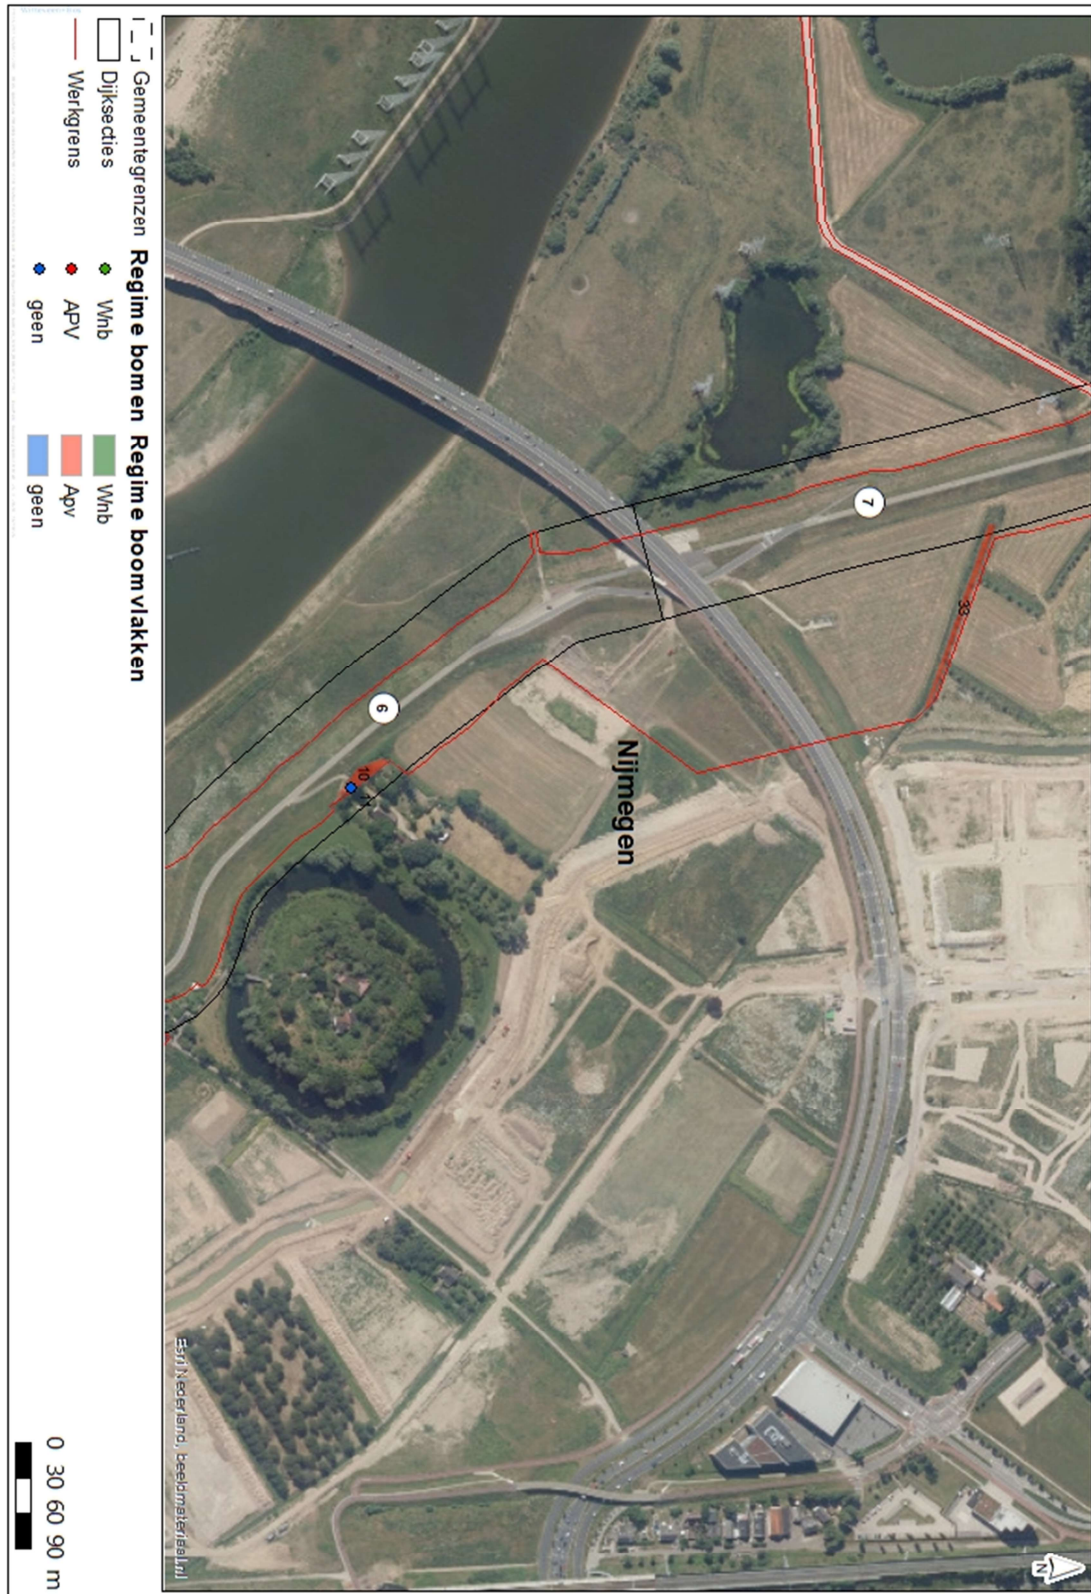 7
33
6
10
11
Nijmegen
Esri Nederland, beeldmateriaal.nl
N
Gemeentegrenzen
Dijksecties
Werkgrens
Regime bomen
Wnb
APV
geen
Regime boomvlakken
Wnb
Apv
geen
0 30 60 90 m